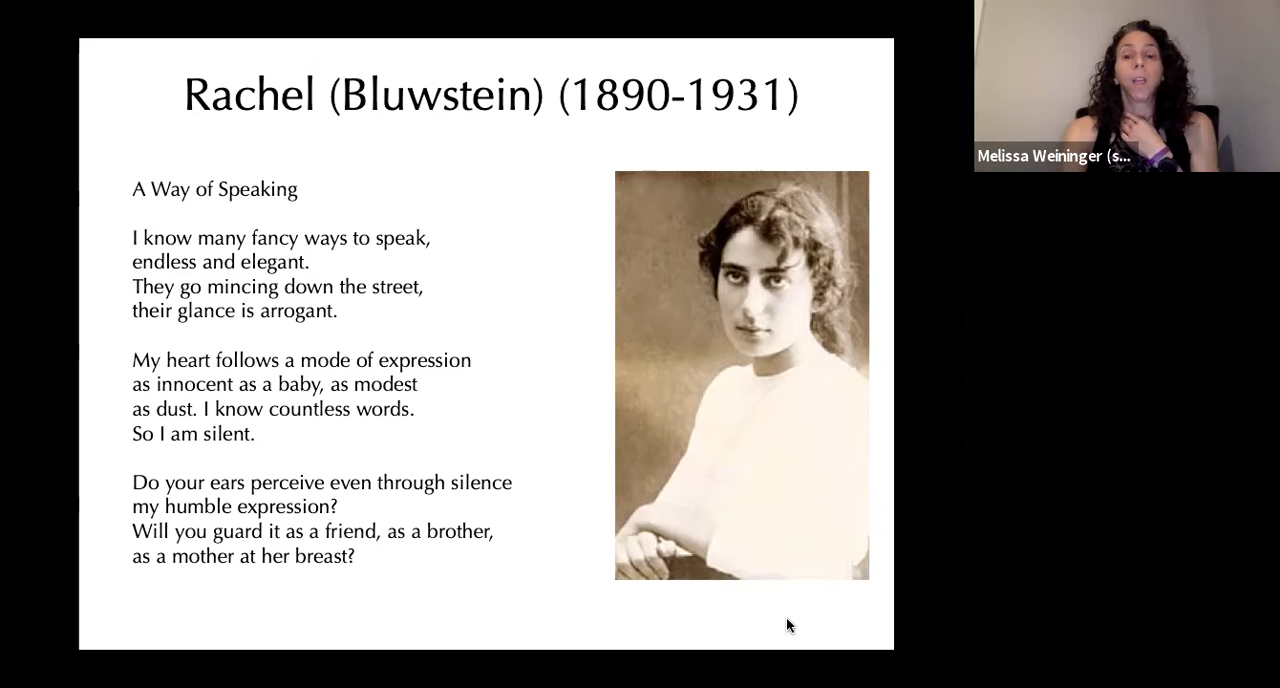 Rachel (Bluwstein) (1890-1931)
A Way of Speaking
I know many fancy ways to speak,
endless and elegant.
They go mincing down the street,
their glance is arrogant.
My heart follows a mode of expression
as innocent as a baby, as modest
as dust. I know countless words.
So I am silent.
Do your ears perceive even through silence
my humble expression?
Will you guard it as a friend, as a brother,
as a mother at her breast?
Melissa Weininger (s...